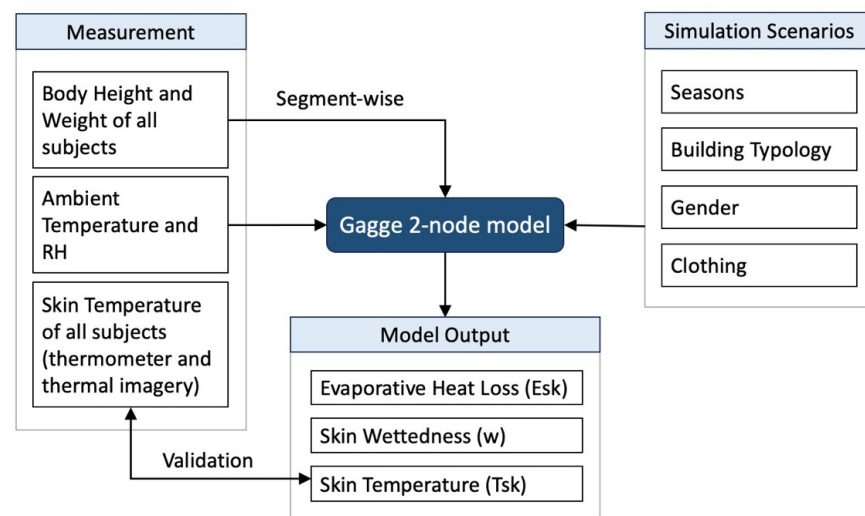 Measurement
Body Height and
Weight of all
subjects
Ambient
Temperature and
RH
Skin Temperature
of all subjects
(thermometer and
thermal imagery)
Segment-wise
Gagge 2-node model
Simulation Scenarios
Seasons
Building Typology
Gender
Clothing
Model Output
Evaporative Heat Loss (Esk)
Skin Wettedness (w)
Skin Temperature (Tsk)
Validation